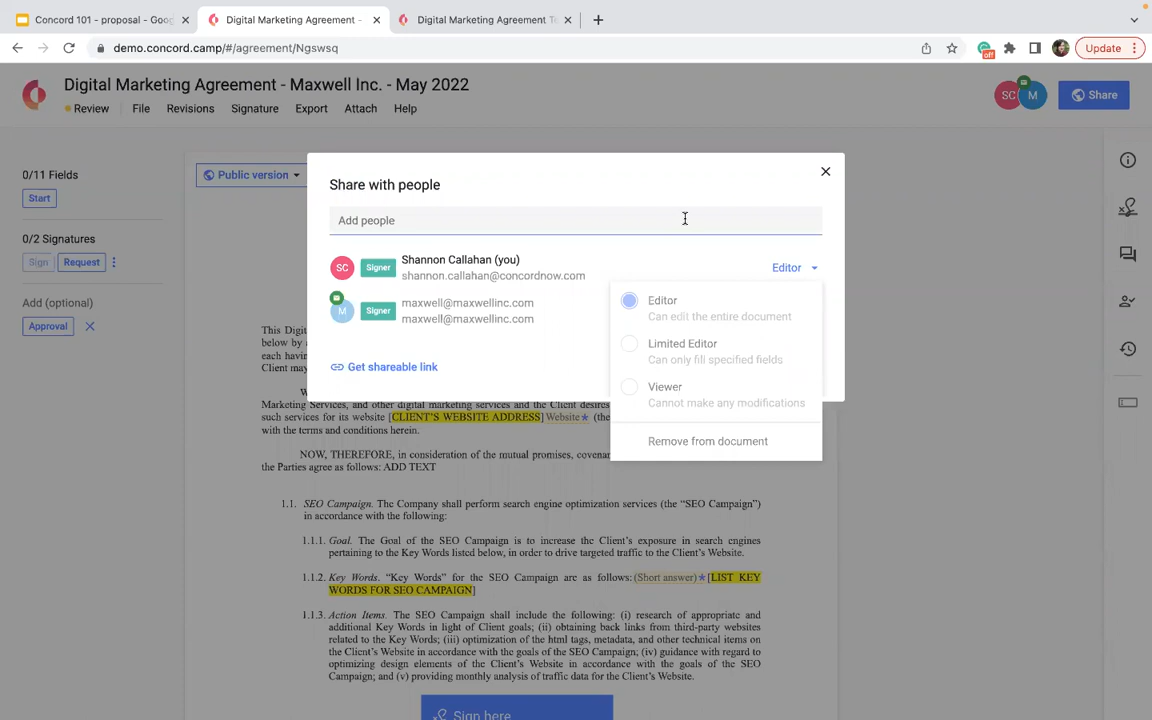 Concord 101 - proposal - Goo
Digital Marketing Agreement -
Digital Marketing Agreement T
demo.concord.camp/#/agreement/Ngswsq
off
Update
Digital Marketing Agreement - Maxwell Inc. - May 2022
Review File Revisions Signature Export Attach Help
SC M Share
0/11 Fields
Start
0/2 Signatures
Sign Request
Add (optional)
Approval
Public version
Share with people
Add people
SC Signer Shannon Callahan (you)
shannon.callahan@concordnow.com
Editor
M Signer maxwell@maxwellinc.com
maxwell@maxwellinc.com
Get shareable link
Editor
Can edit the entire document
Limited Editor
Can only fill specified fields
Viewer
Cannot make any modifications
Remove from document
This Digit
below by
each havin
Client may
W
Marketing Services, and other digital marketing services and the Client desires
such services for its website [CLIENT'S WEBSITE ADDRESS] Website★ (the
with the terms and conditions herein.
NOW, THEREFORE, in consideration of the mutual promises, covena
the Parties agree as follows: ADD TEXT
1.1. SEO Campaign. The Company shall perform search engine optimization services (the "SEO Campaign")
in accordance with the following:
1.1.1. Goal. The Goal of the SEO Campaign is to increase the Client's exposure in search engines
pertaining to the Key Words listed below, in order to drive targeted traffic to the Client's Website.
1.1.2. Key Words. "Key Words" for the SEO Campaign are as follows: (Short answer)★[LIST KEY
WORDS FOR SEO CAMPAIGN]
1.1.3. Action Items. The SEO Campaign shall include the following: (i) research of appropriate and
additional Key Words in light of Client goals; (ii) obtaining back links from third-party websites
related to the Key Words; (iii) optimization of the html tags, metadata, and other technical items on
the Client's Website in accordance with the goals of the SEO Campaign; (iv) guidance with regard to
optimizing design elements of the Client's Website in accordance with the goals of the SEO
Campaign; and (v) providing monthly analysis of traffic data for the Client's Website.
Sign here